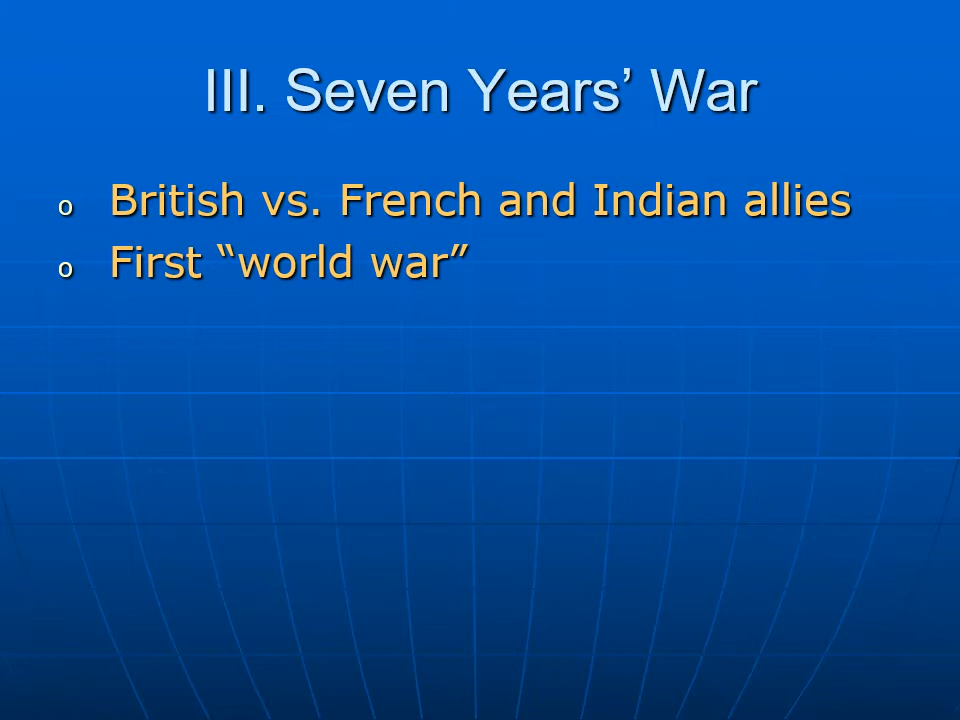 III. Seven Years’ War
o British vs. French and Indian allies
o First “world war”